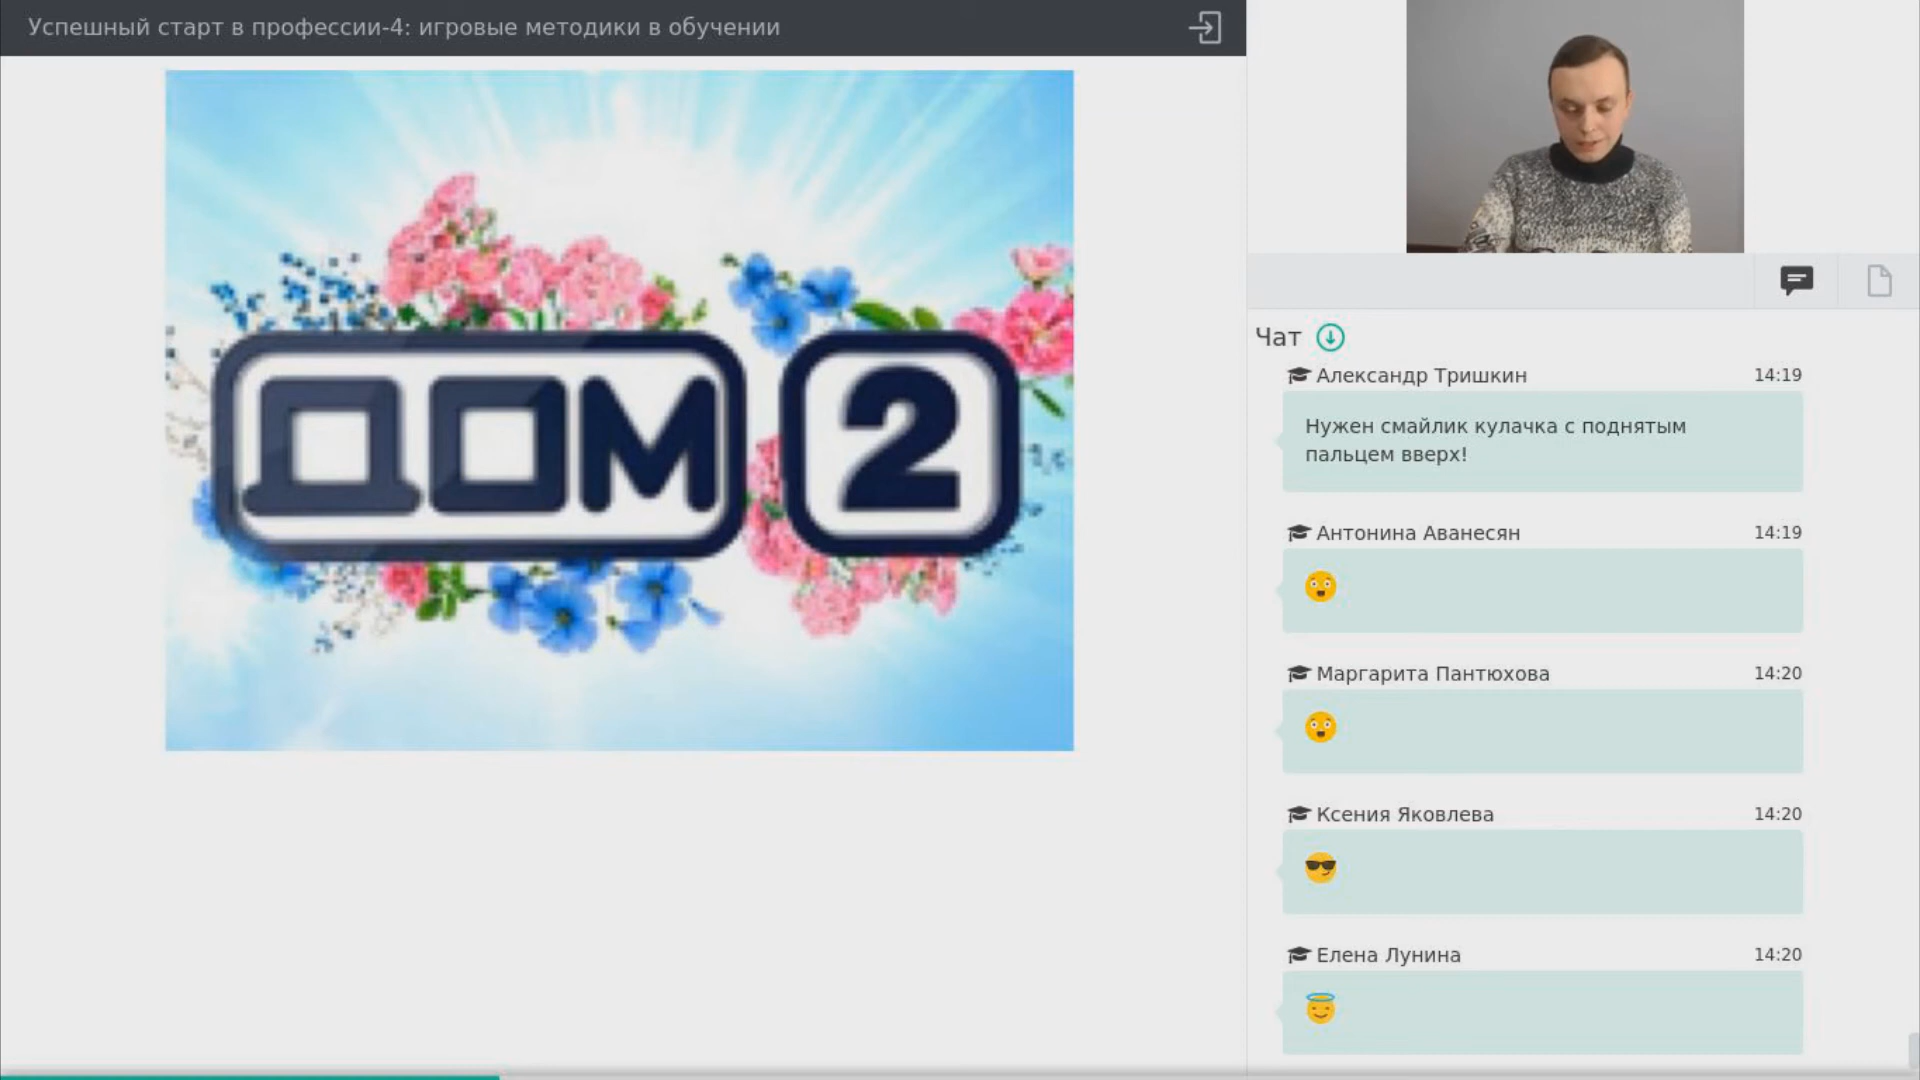 Успешный старт в профессии-4: игровые методики в обучении
ДОМ 2
Чат
Александр Тришкин 14:19
Нужен смайлик кулачка с поднятым
пальцем вверх!
Антонина Аванесян 14:19
Маргарита Пантюхова 14:20
Ксения Яковлева 14:20
Елена Лунина 14:20